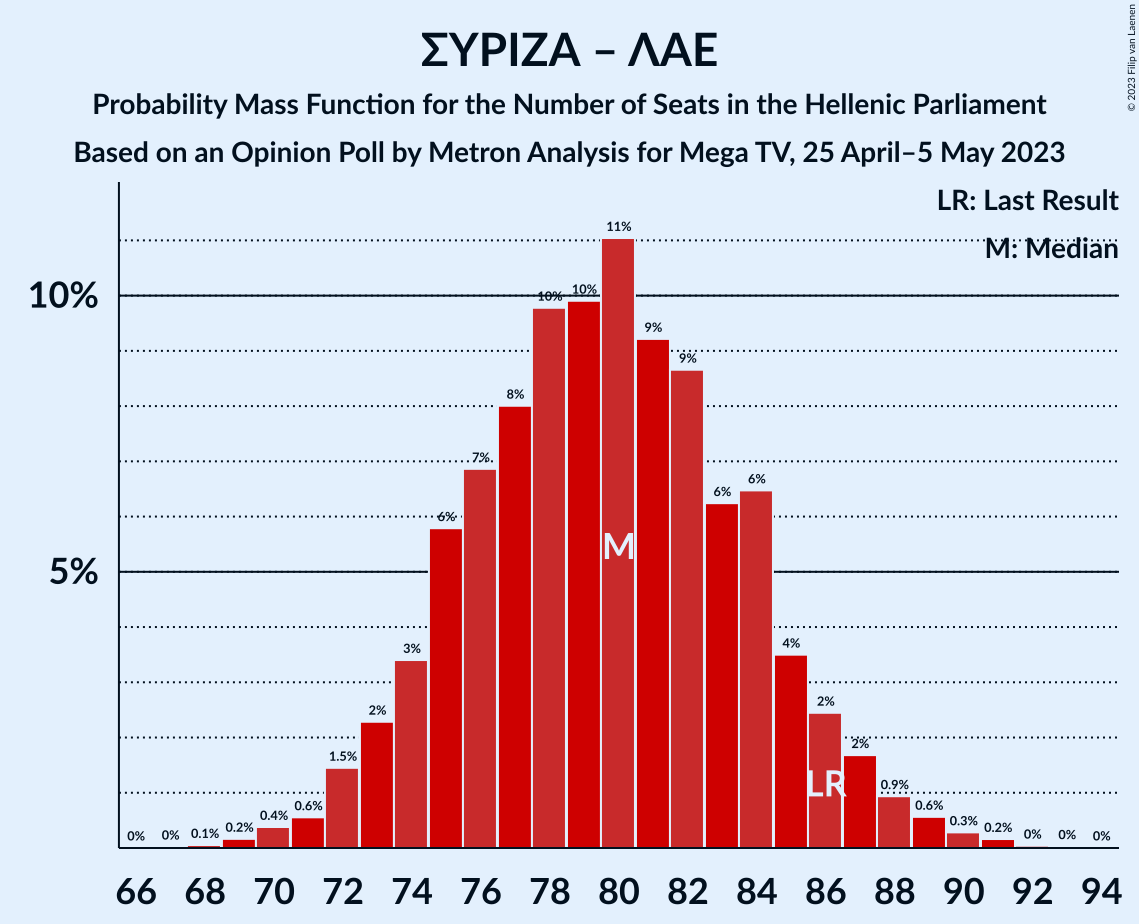 ΣΥΡΙΖΑ – ΛΑΕ
Probability Mass Function for the Number of Seats in the Hellenic Parliament
Based on an Opinion Poll by Metron Analysis for Mega TV, 25 April–5 May 2023
© 2023 Filip van Laenen
LR: Last Result
M: Median
10%
5%
0% 0% 0.1% 0.2% 0.4% 0.6% 1.5% 2% 3% 6% 7% 8% 10% 10% 11% 9% 9% 6% 6% 4% 2% 2% 0.9% 0.6% 0.3% 0.2% 0% 0% 0%
M
LR
66 68 70 72 74 76 78 80 82 84 86 88 90 92 94